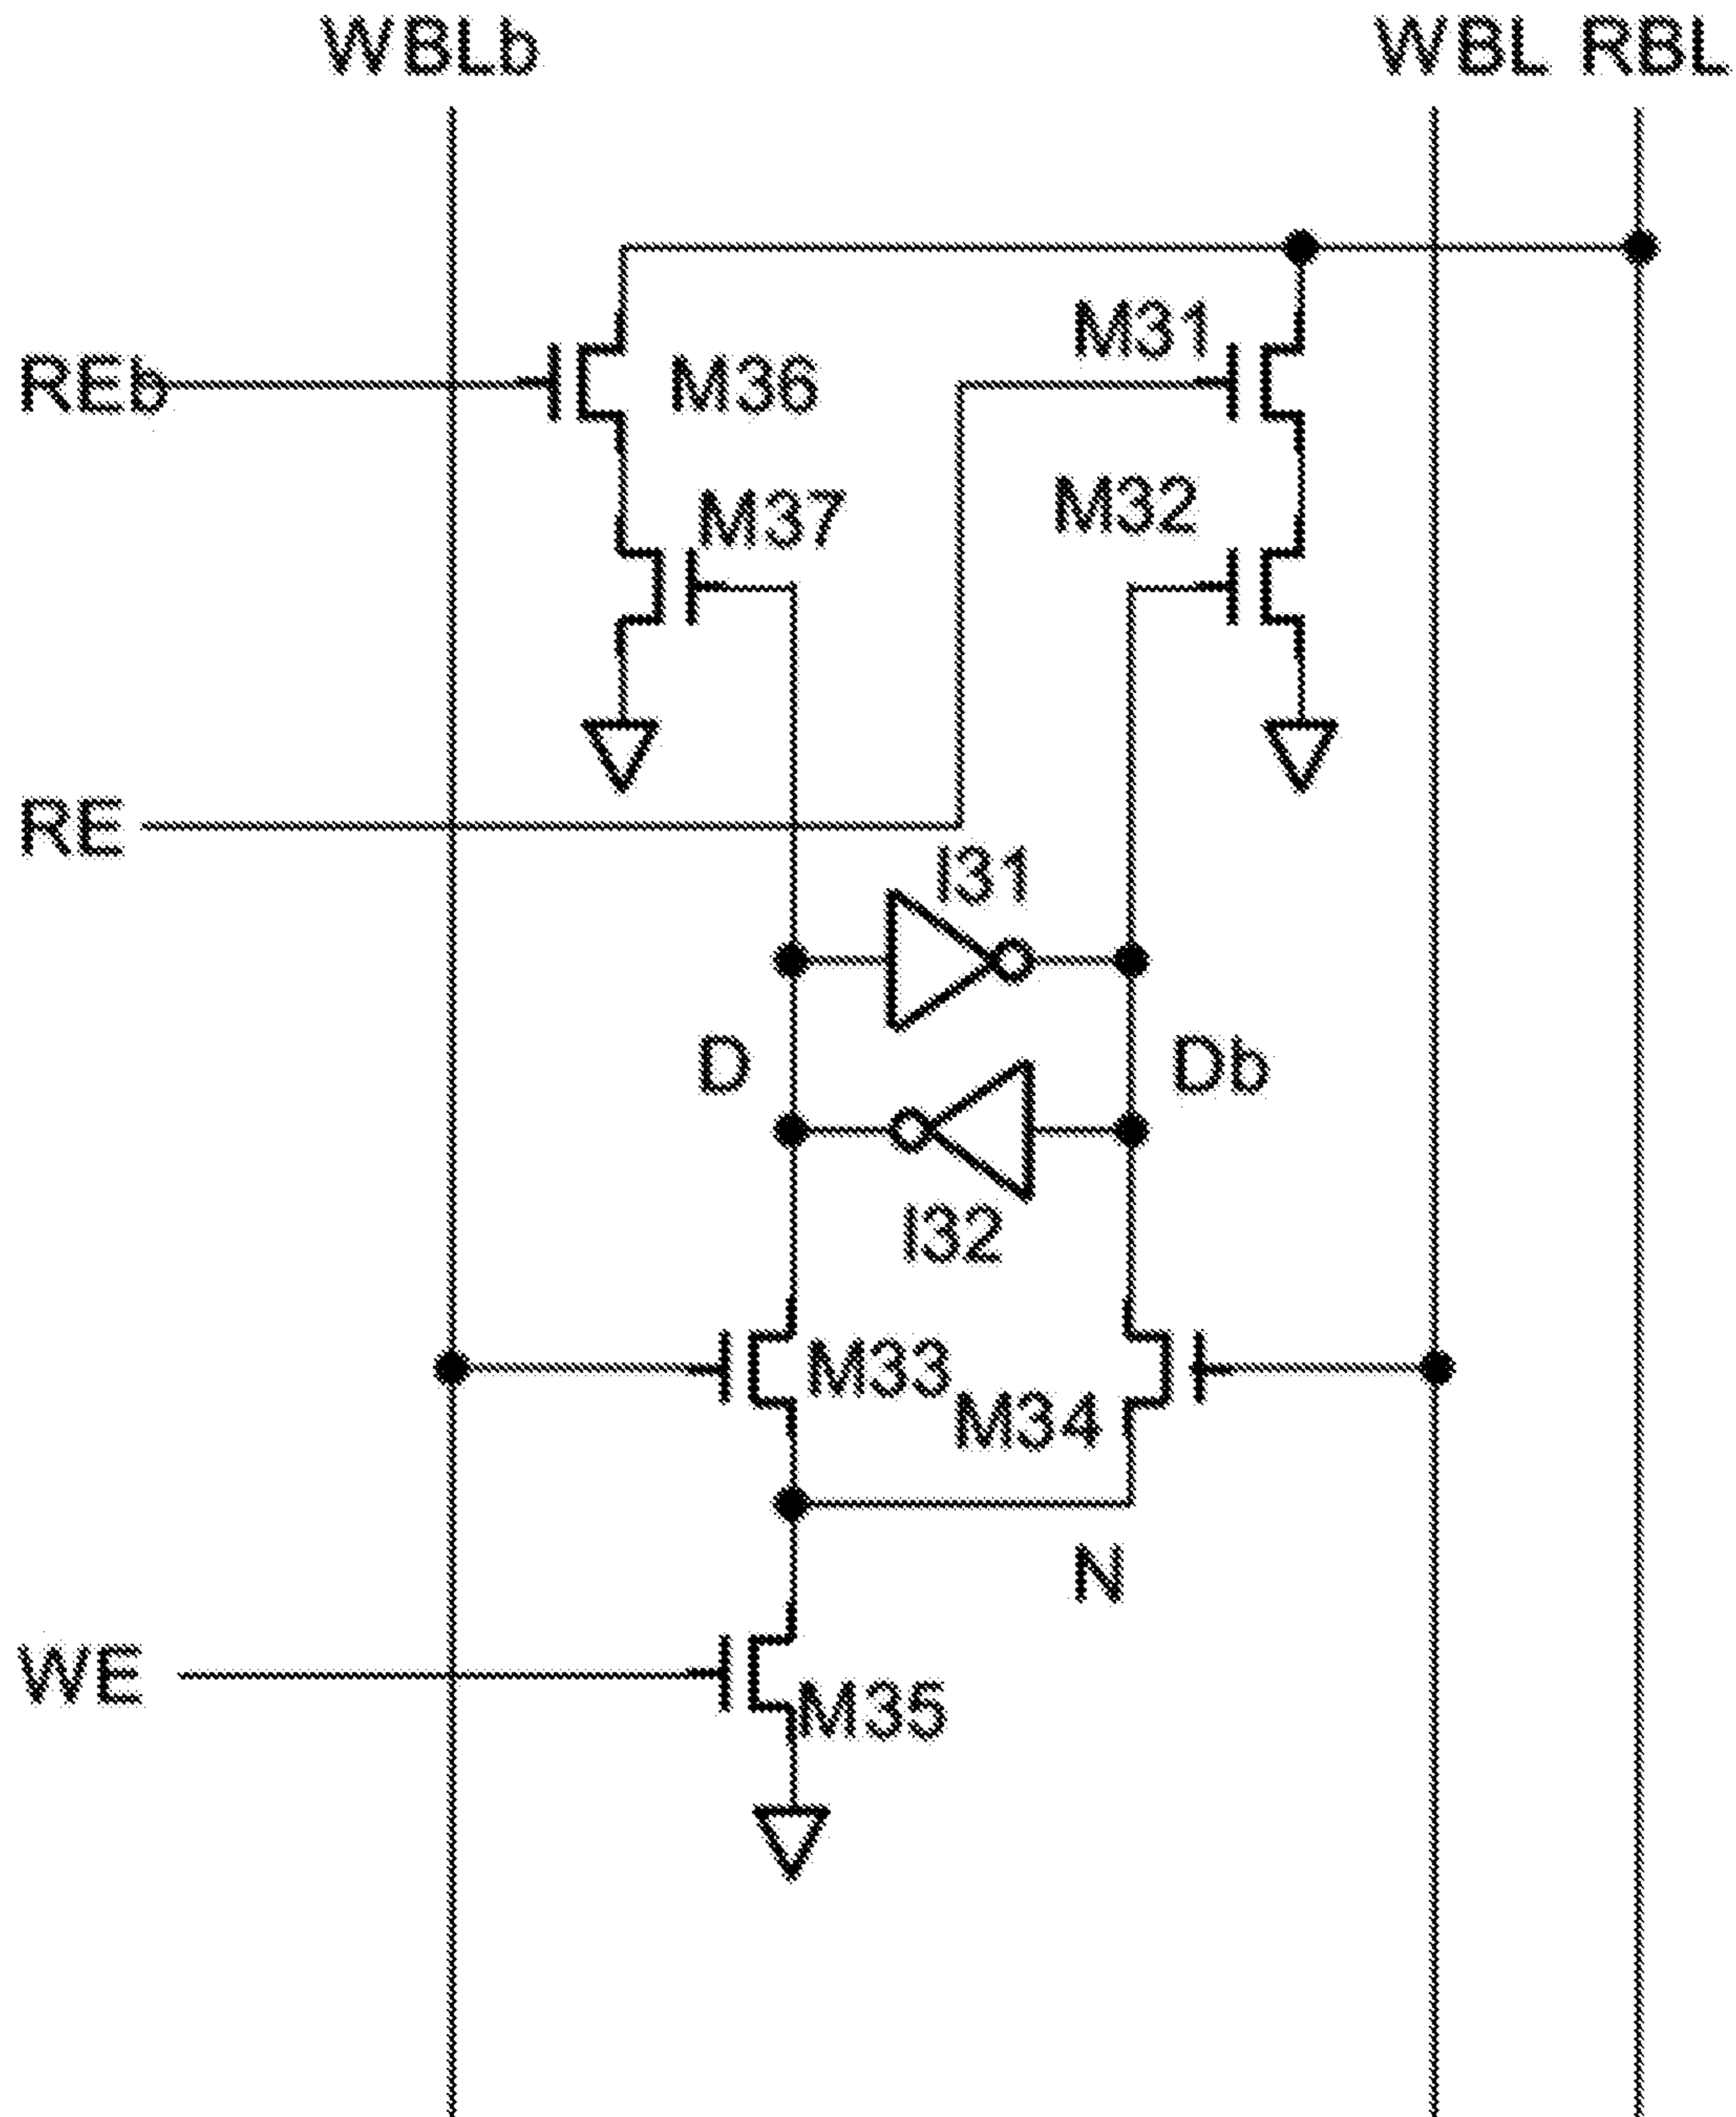 WBLb WBL RBL
M31
REb M36
M32
M37
RE
I31
D Db
I32
M33
M34
N
WE
M35